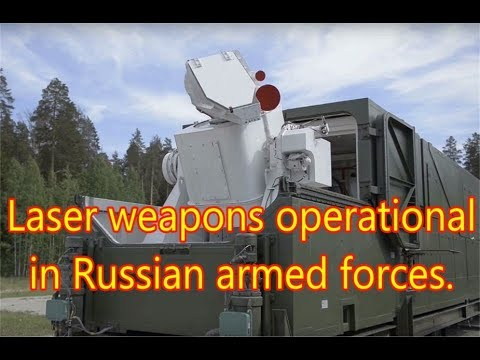 Laser weapons operational
in Russian armed forces.